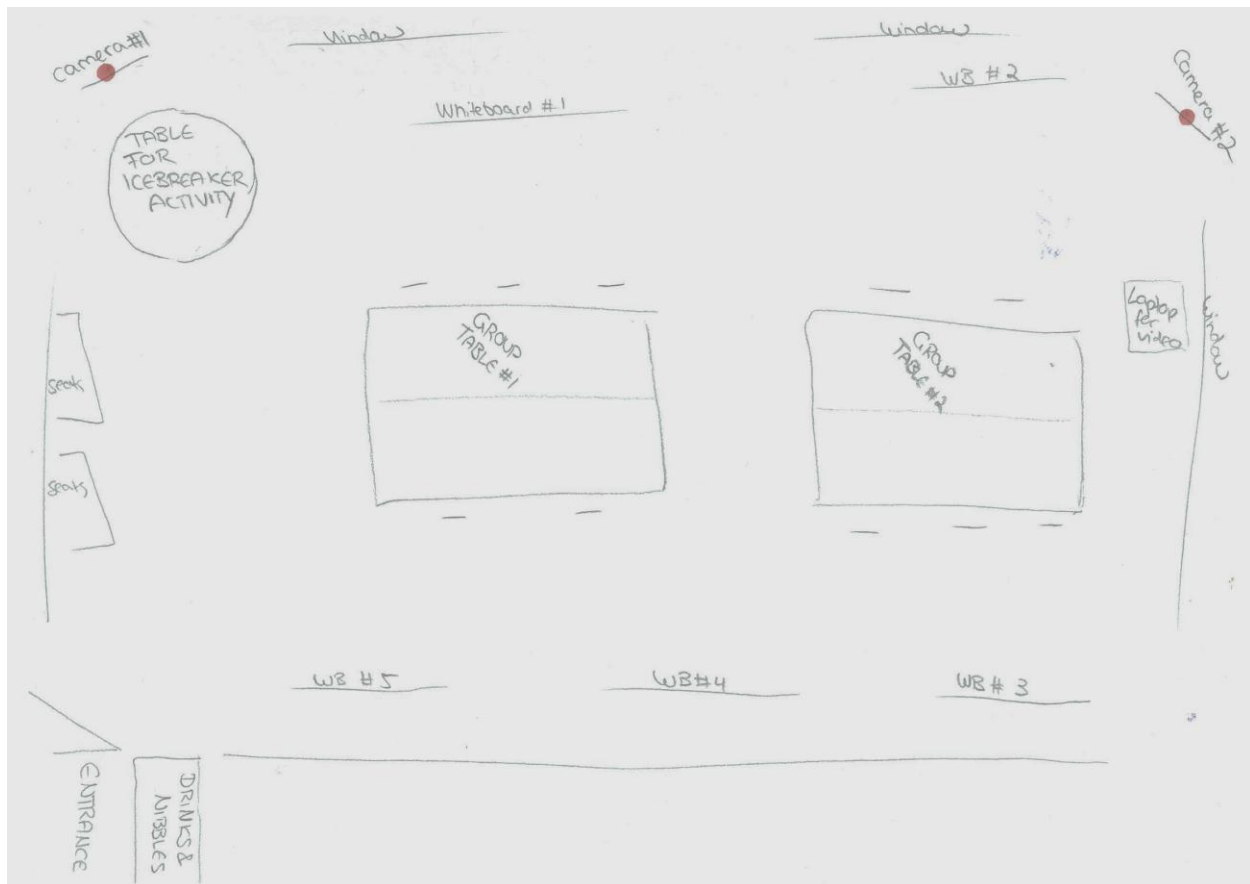 Camera #1
Window
Window
WB #2
Camera #2
Whiteboard #1
TABLE
FOR
ICEBREAKER
ACTIVITY
Laptop
for
video
Window
GROUP
TABLE #1
GROUP
TABLE #2
seats
seats
WB #5
WB #4
WB #3
ENTRANCE
DRINKS &
NIBBLES